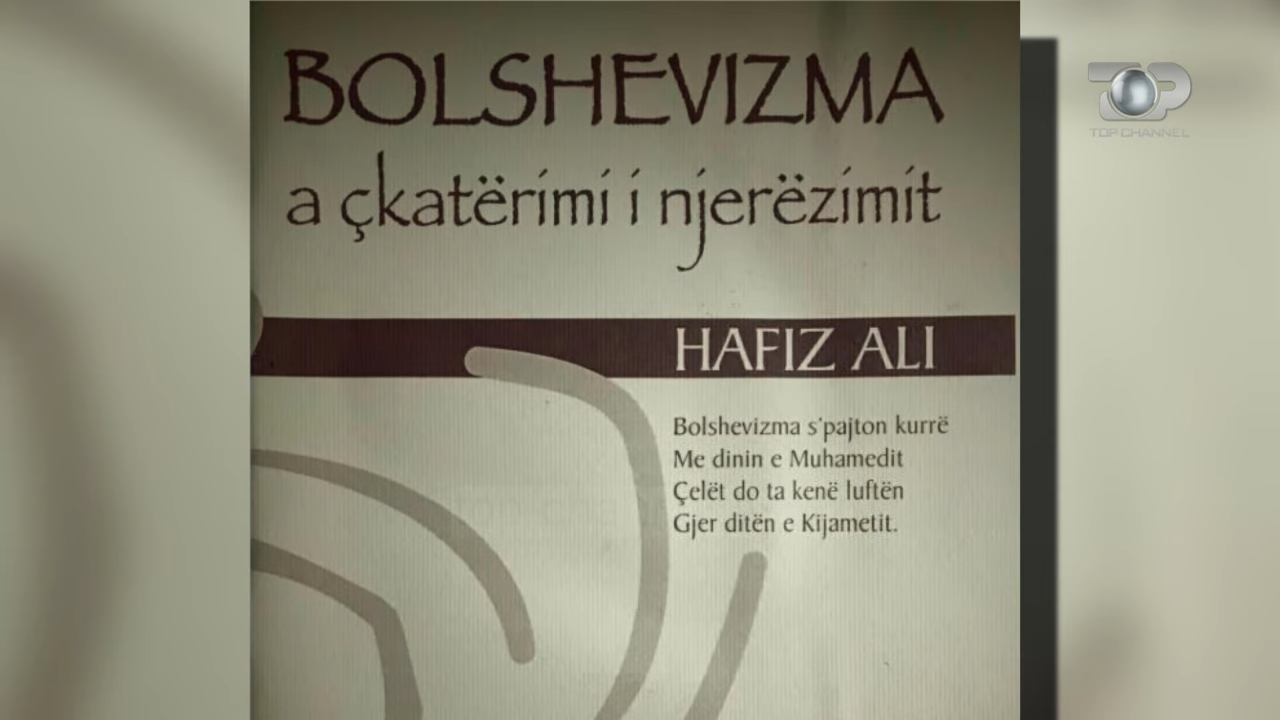 BOLSHEVIZMA
a çkatërimi i njerëzimit
HAFIZ ALI
Bolshevizma s'pajton kurrë
Me dinin e Muhamedit
Çelët do ta kenë luftën
Gjer ditën e Kijametit.
TOP CHANNEL